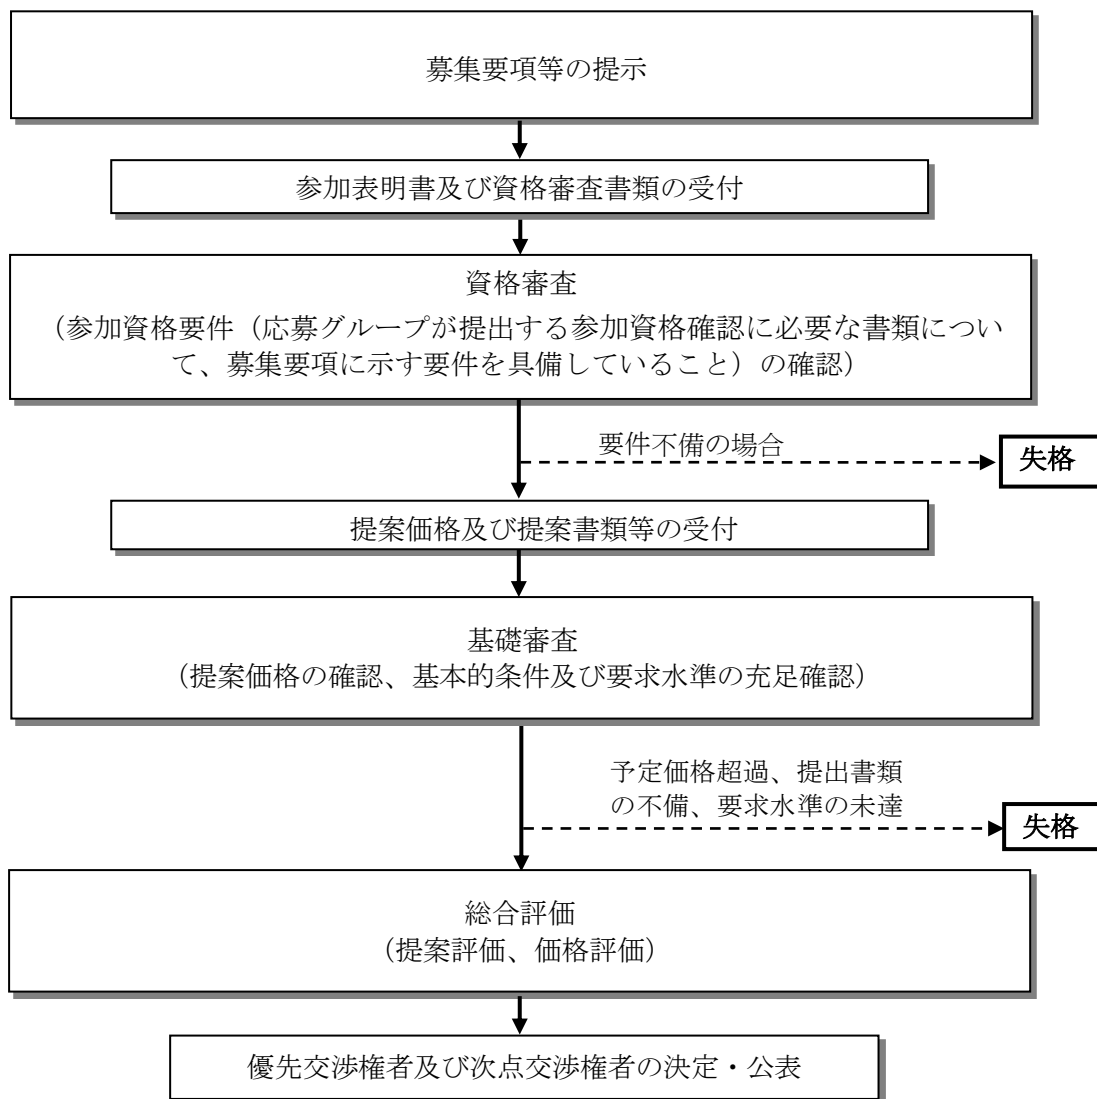 募集要項等の提示
参加表明書及び資格審査書類の受付
資格審査
（参加資格要件（応募グループが提出する参加資格確認に必要な書類につい
て、募集要項に示す要件を具備していること）の確認）
要件不備の場合
失格
提案価格及び提案書類等の受付
基礎審査
（提案価格の確認、基本的条件及び要求水準の充足確認）
予定価格超過、提出書類
の不備、要求水準の未達
失格
総合評価
（提案評価、価格評価）
優先交渉権者及び次点交渉権者の決定・公表